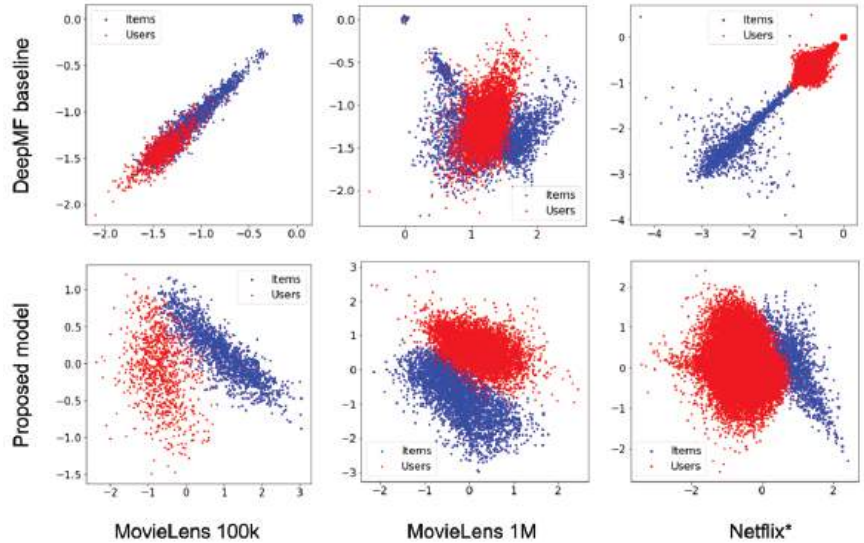 DeepMF baseline
0.0
−0.5
−1.0
−1.5
−2.0
−2.0 −1.5 −1.0 −0.5 0.0
Items
Users
0.0
−0.5
−1.0
−1.5
−2.0
0 1 2
Items
Users
0
−1
−2
−3
−4
−4 −3 −2 −1 0
Items
Users
Proposed model
1.0
0.5
0.0
−0.5
−1.0
−1.5
−2 −1 0 1 2 3
Items
Users
3
2
1
0
−1
−2
−3
−2 −1 0 1 2
Items
Users
2
1
0
−1
−2
−2 0 2
Items
Users
MovieLens 100k MovieLens 1M Netflix*